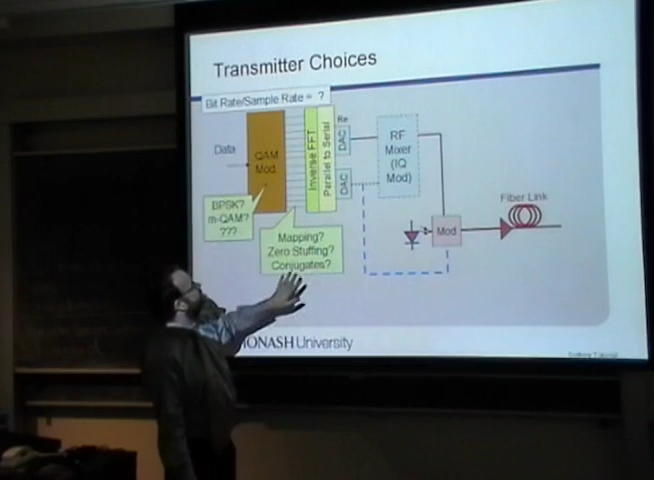 Transmitter Choices
Bit Rate/Sample Rate = ?
Data
QAM
Mod.
Inverse FFT
Parallel to Serial
Re
DAC
DAC
RF
Mixer
(IQ
Mod)
Fiber Link
Mod
BPSK?
m-QAM?
???
Mapping?
Zero Stuffing?
Conjugates?
MONASH University